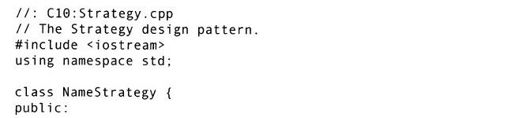 //: C10:Strategy.cpp
// The Strategy design pattern.
#include <iostream>
using namespace std;
class NameStrategy {
public: